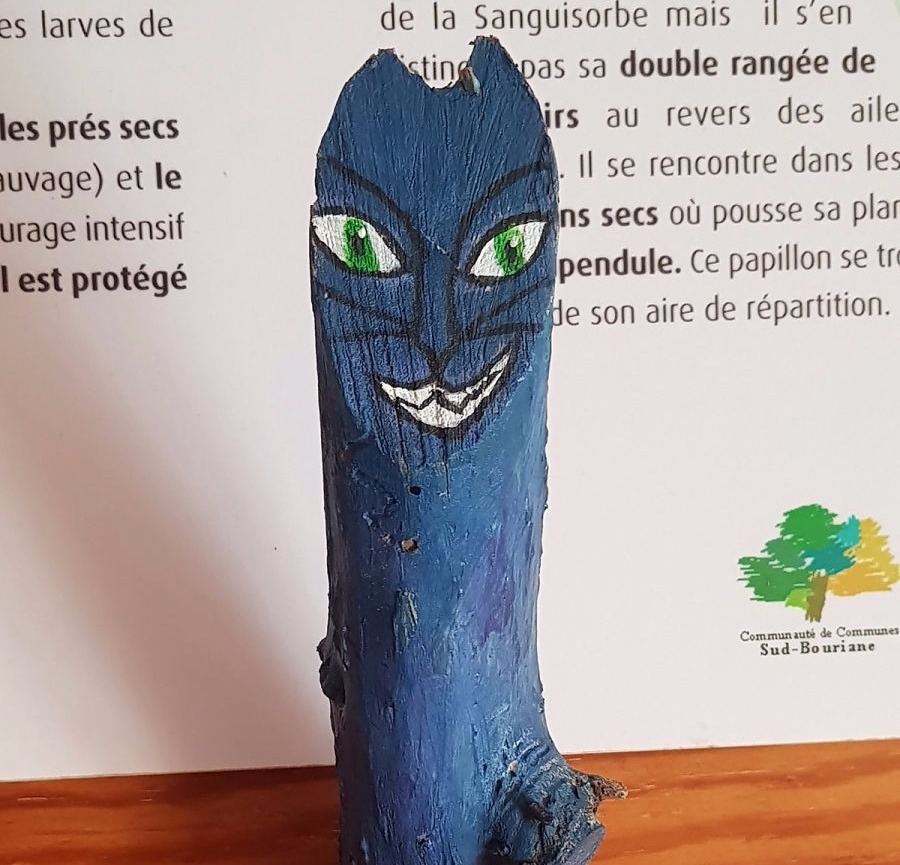 es larves de
les prés secs
auvage) et le
urage intensif
l est protégé
de la Sanguisorbe mais il s'en
pas sa double rangée de
irs au revers des aile
. Il se rencontre dans les
ns secs où pousse sa plan
pendule. Ce papillon se tro
de son aire de répartition.
Communauté de Communes
Sud-Bouriane